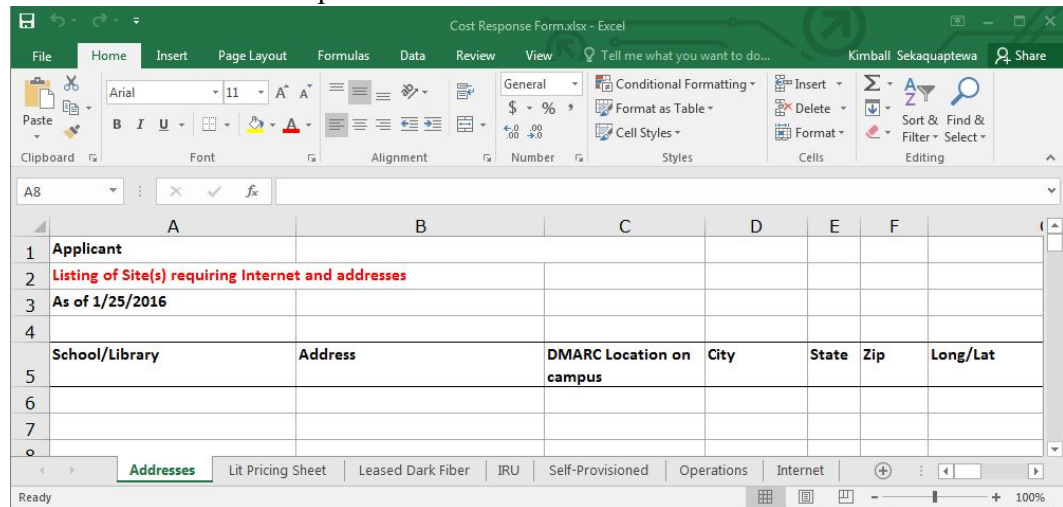 Cost Response Form.xlsx - Excel
File Home Insert Page Layout Formulas Data Review View Tell me what you want to do... Kimball Sekaquaptewa Share
Paste
Arial 11 A A
B I U A
General
$ % ,
.0 .00 .00 .0
Conditional Formatting
Format as Table
Cell Styles
Insert
Delete
Format
Σ
A Z
Sort & Filter
Find & Select
Clipboard Font Alignment Number Styles Cells Editing
A8 fx
A B C D E F
1 Applicant
2 Listing of Site(s) requiring Internet and addresses
3 As of 1/25/2016
4
5 School/Library Address DMARC Location on campus City State Zip Long/Lat
6
7
Addresses Lit Pricing Sheet Leased Dark Fiber IRU Self-Provisioned Operations Internet
Ready 100%